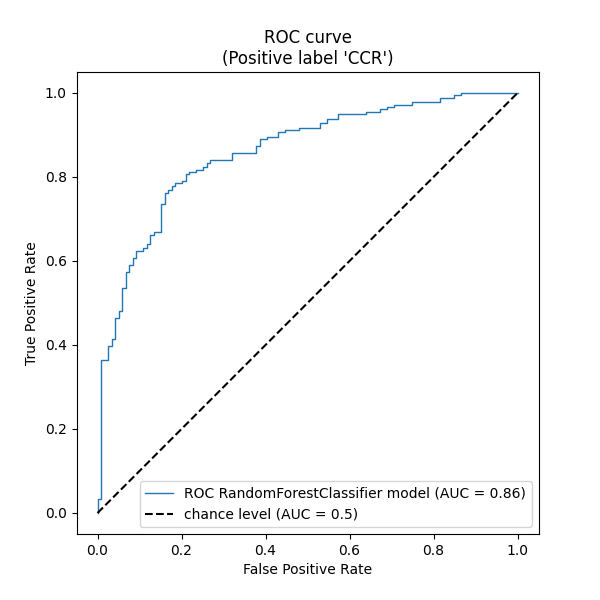 ROC curve
(Positive label 'CCR')
True Positive Rate
1.0
0.8
0.6
0.4
0.2
0.0
ROC RandomForestClassifier model (AUC = 0.86)
chance level (AUC = 0.5)
0.0 0.2 0.4 0.6 0.8 1.0
False Positive Rate